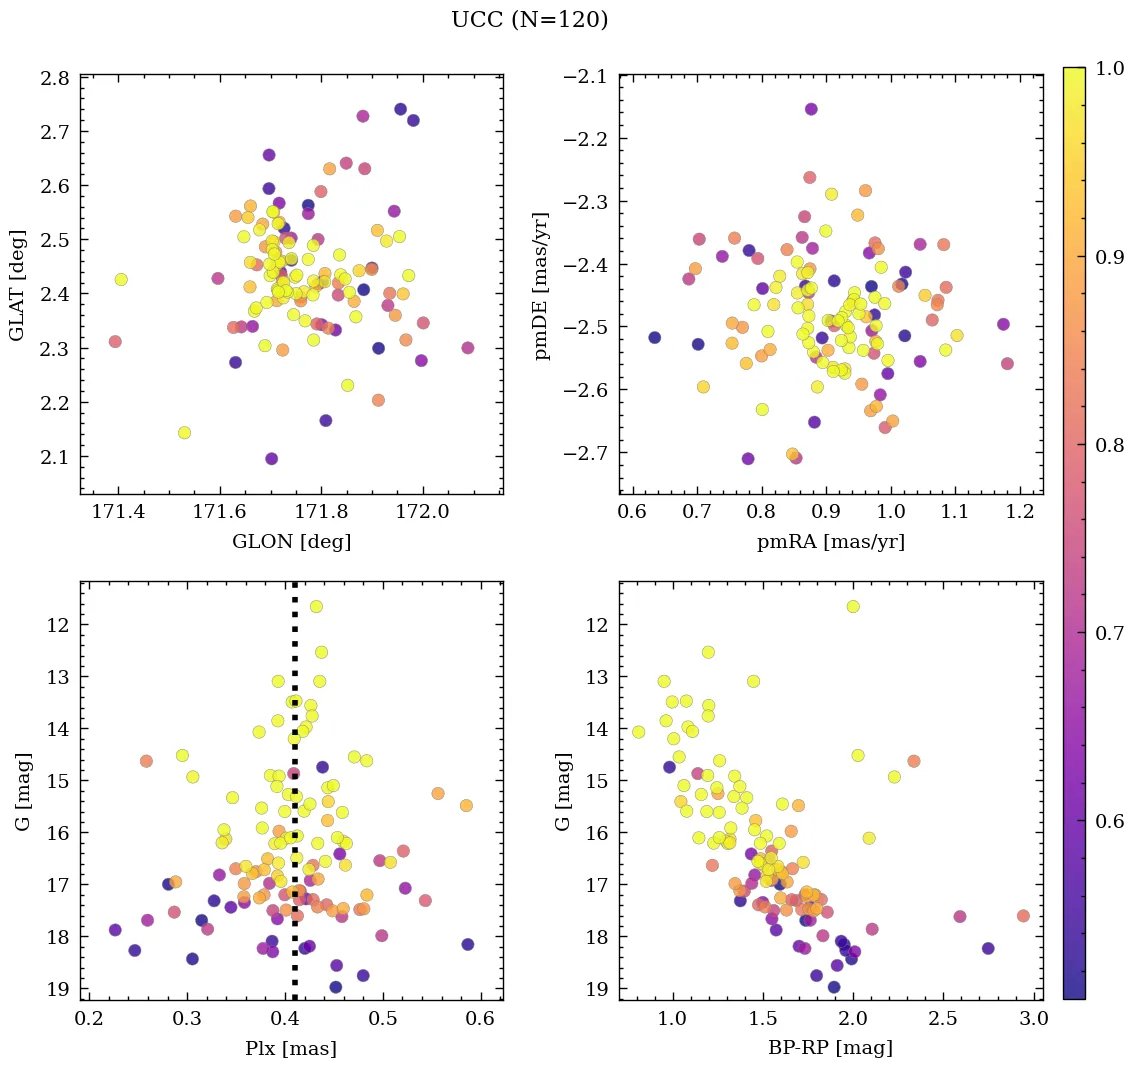 UCC (N=120)
2.8
2.7
2.6
2.5
2.4
2.3
2.2
2.1
GLAT [deg]
171.4 171.6 171.8 172.0
GLON [deg]
−2.1
−2.2
−2.3
−2.4
−2.5
−2.6
−2.7
pmDE [mas/yr]
0.6 0.7 0.8 0.9 1.0 1.1 1.2
pmRA [mas/yr]
12
13
14
15
16
17
18
19
G [mag]
0.2 0.3 0.4 0.5 0.6
Plx [mas]
12
13
14
15
16
17
18
19
G [mag]
1.0 1.5 2.0 2.5 3.0
BP-RP [mag]
1.0
0.9
0.8
0.7
0.6